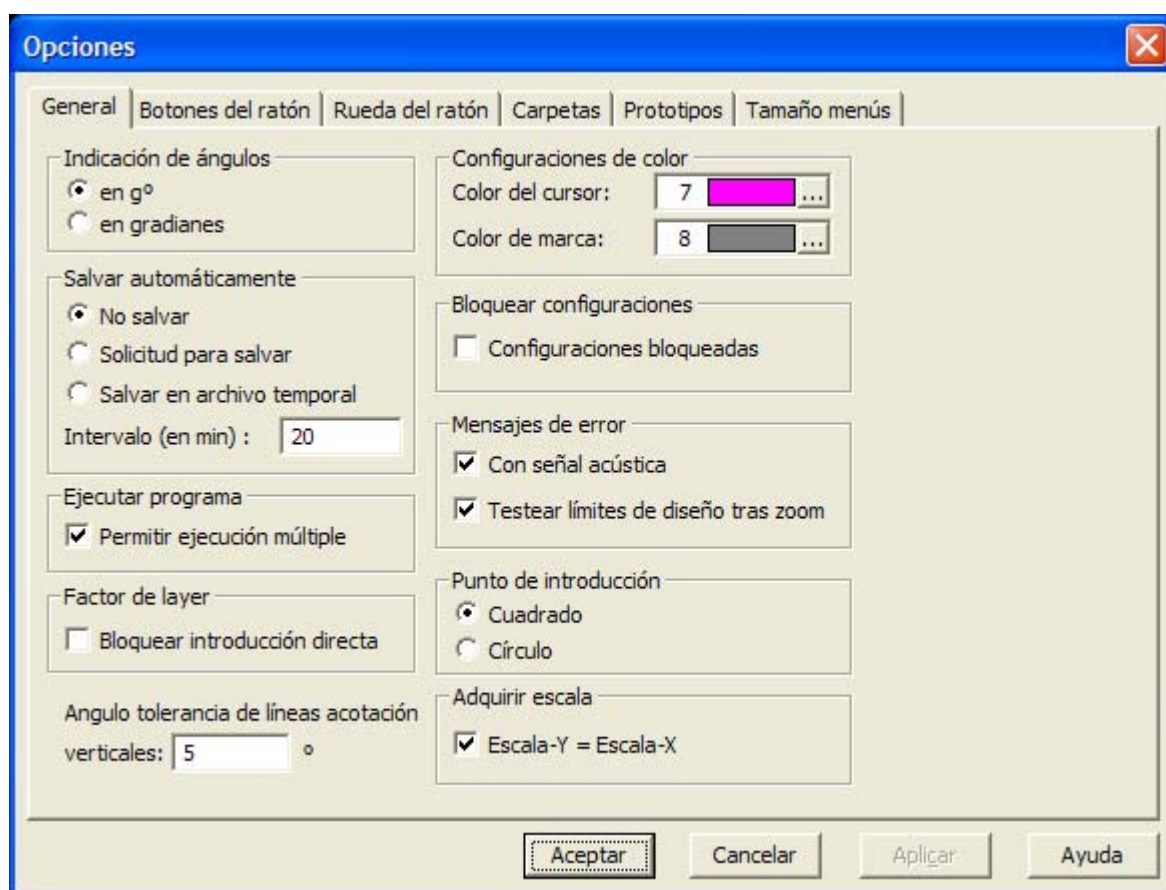 Opciones
General
Botones del ratón
Rueda del ratón
Carpetas
Prototipos
Tamaño menús
Indicación de ángulos
en gº
en gradianes
Salvar automáticamente
No salvar
Solicitud para salvar
Salvar en archivo temporal
Intervalo (en min) : 20
Ejecutar programa
Permitir ejecución múltiple
Factor de layer
Bloquear introducción directa
Angulo tolerancia de líneas acotación
verticales: 5 º
Configuraciones de color
Color del cursor: 7 ...
Color de marca: 8 ...
Bloquear configuraciones
Configuraciones bloqueadas
Mensajes de error
Con señal acústica
Testear límites de diseño tras zoom
Punto de introducción
Cuadrado
Círculo
Adquirir escala
Escala-Y = Escala-X
Aceptar
Cancelar
Aplicar
Ayuda